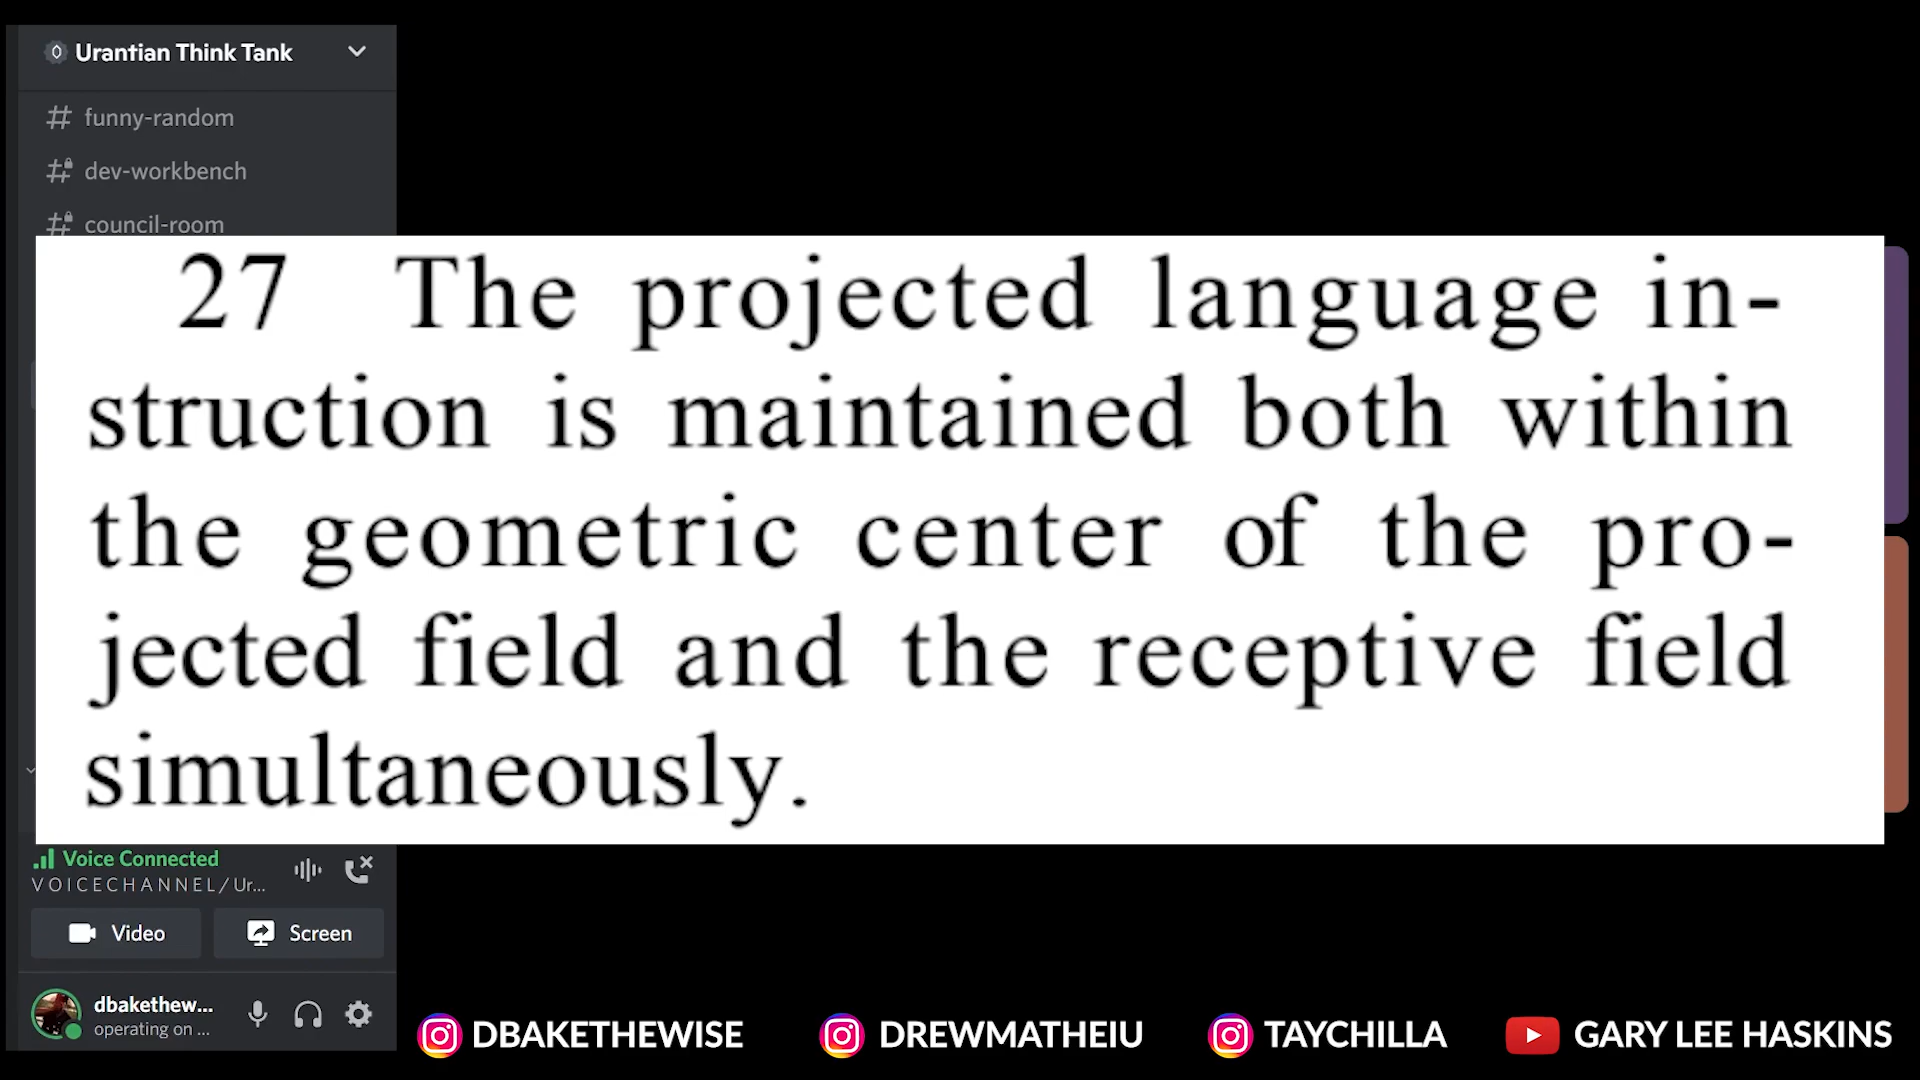 Urantian Think Tank
funny-random
dev-workbench
council-room
27 The projected language in-
struction is maintained both within
the geometric center of the pro-
jected field and the receptive field
simultaneously.
Voice Connected
VOICECHANNEL/Ur...
Video Screen
dbakethew...
operating on ...
DBAKETHEWISE DREWMATHEIU TAYCHILLA GARY LEE HASKINS